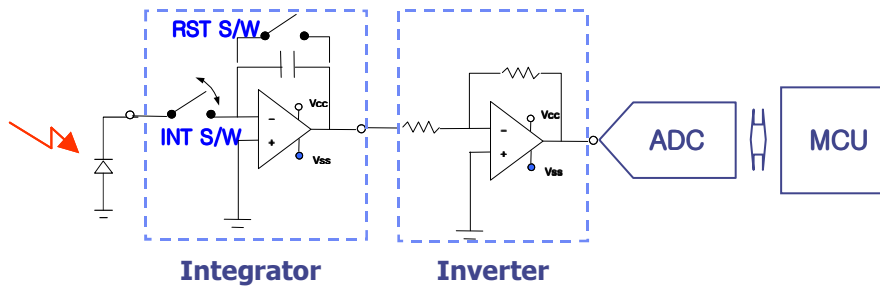 RST S/W
INT S/W
Vcc
−
+
Vss
Vcc
−
+
Vss
ADC
MCU
Integrator
Inverter